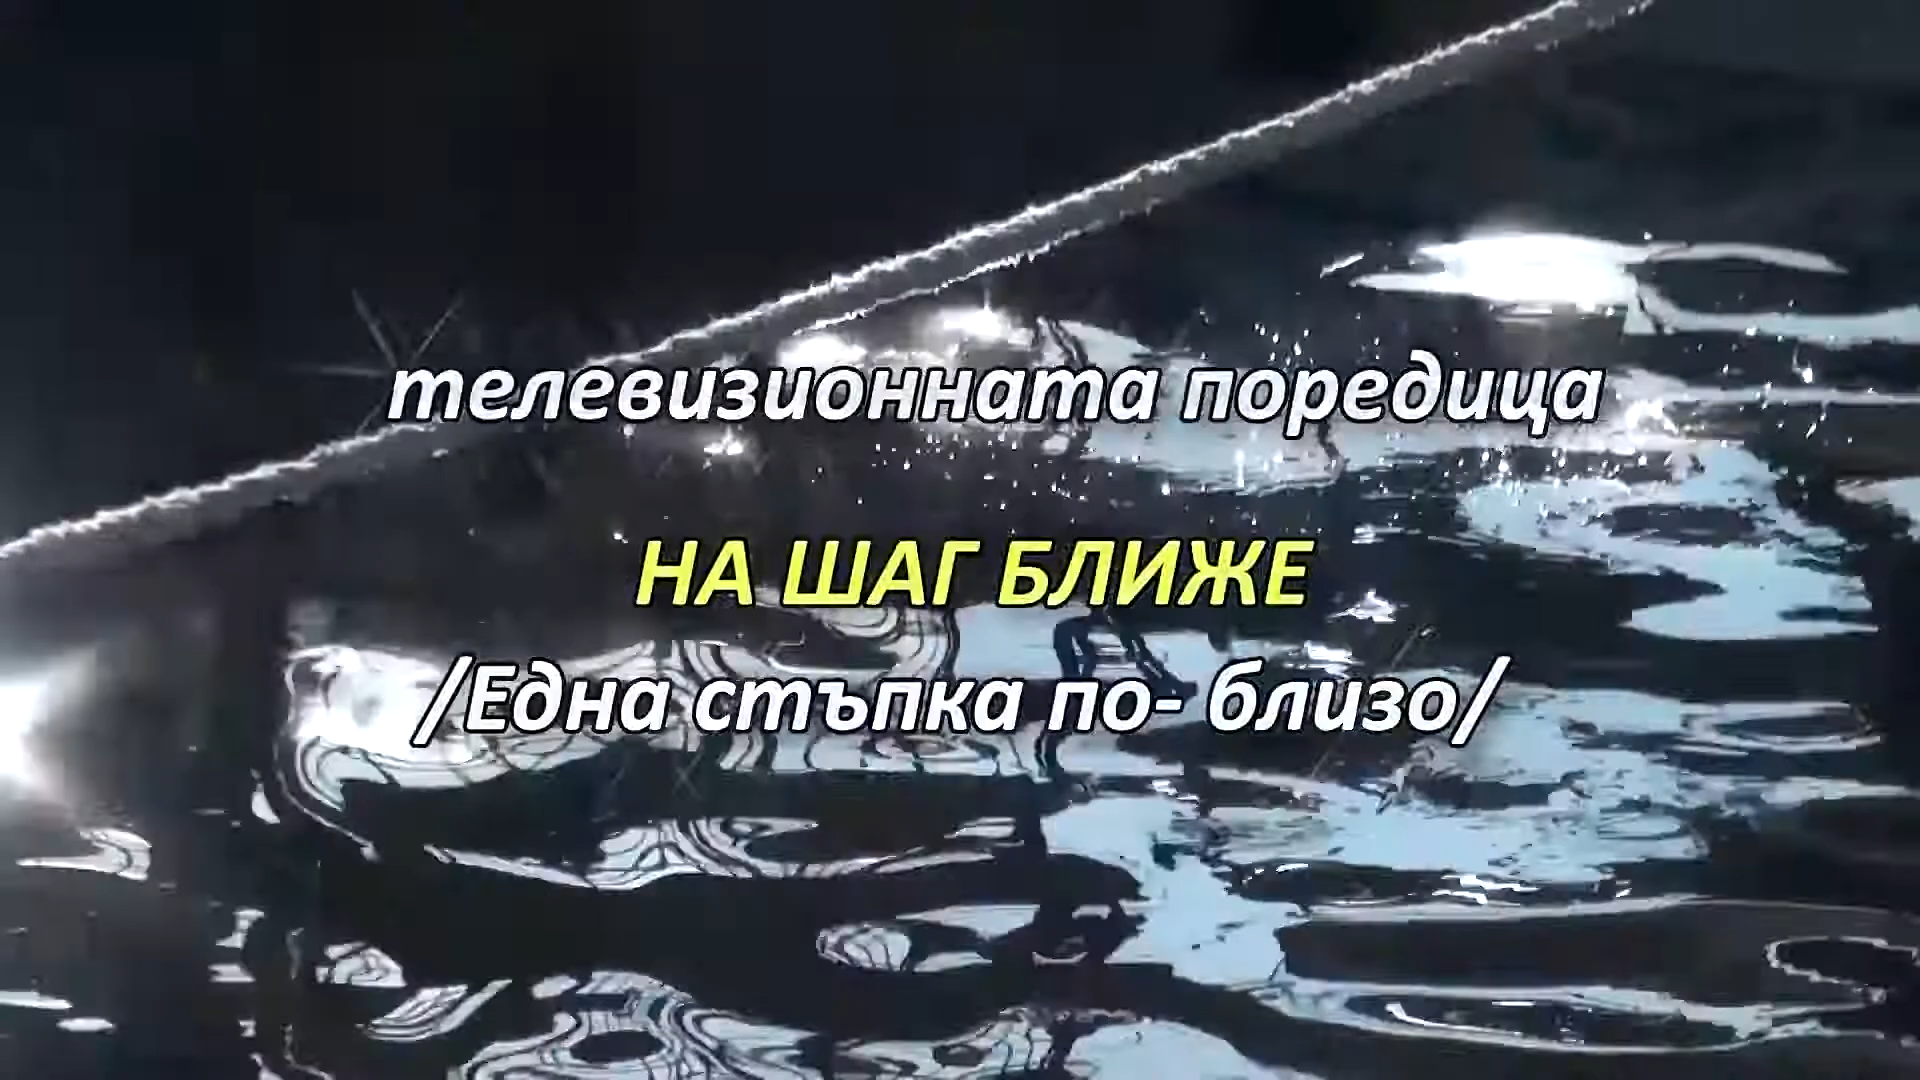 телевизионната поредица
НА ШАГ БЛИЖЕ
/Една стъпка по- близо/